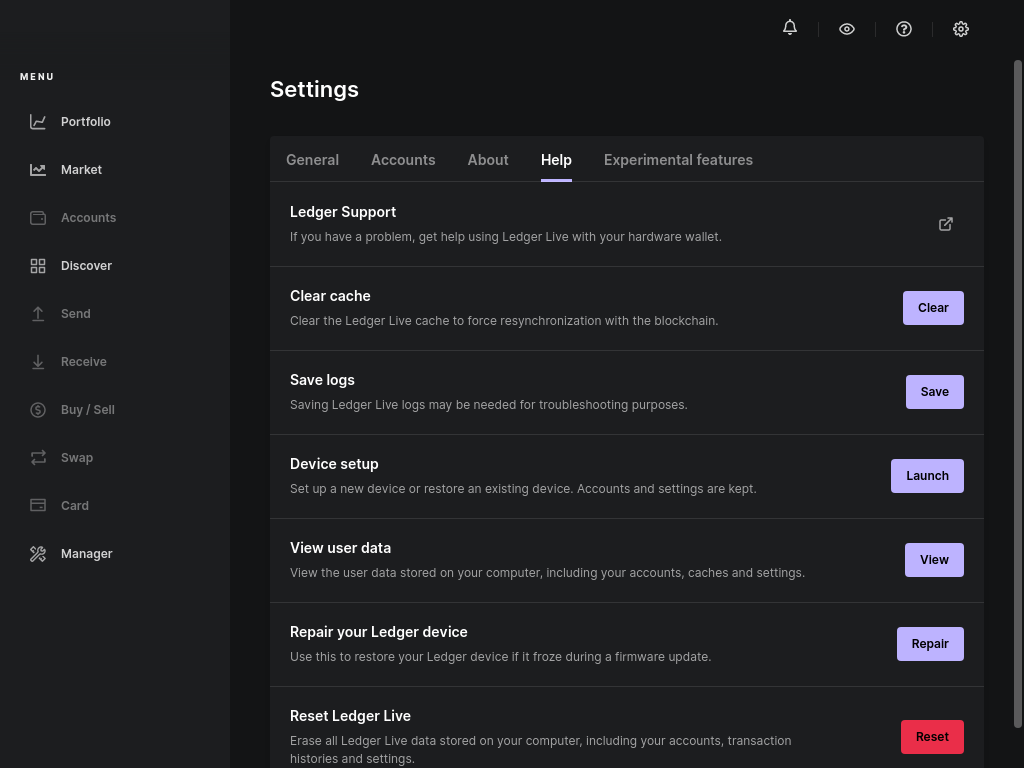 MENU
Portfolio
Market
Accounts
Discover
Send
Receive
Buy / Sell
Swap
Card
Manager
Settings
General Accounts About Help Experimental features
Ledger Support
If you have a problem, get help using Ledger Live with your hardware wallet.
Clear cache
Clear the Ledger Live cache to force resynchronization with the blockchain.
Clear
Save logs
Saving Ledger Live logs may be needed for troubleshooting purposes.
Save
Device setup
Set up a new device or restore an existing device. Accounts and settings are kept.
Launch
View user data
View the user data stored on your computer, including your accounts, caches and settings.
View
Repair your Ledger device
Use this to restore your Ledger device if it froze during a firmware update.
Repair
Reset Ledger Live
Erase all Ledger Live data stored on your computer, including your accounts, transaction
histories and settings.
Reset